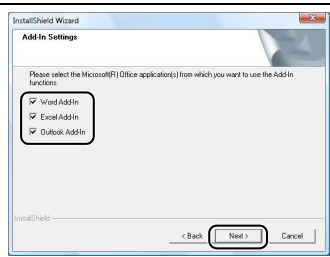 InstallShield Wizard
Add-In Settings
Please select the Microsoft(R) Office application(s) from which you want to use the Add-In
functions.
Word Add-In
Excel Add-In
Outlook Add-In
InstallShield
< Back
Next >
Cancel